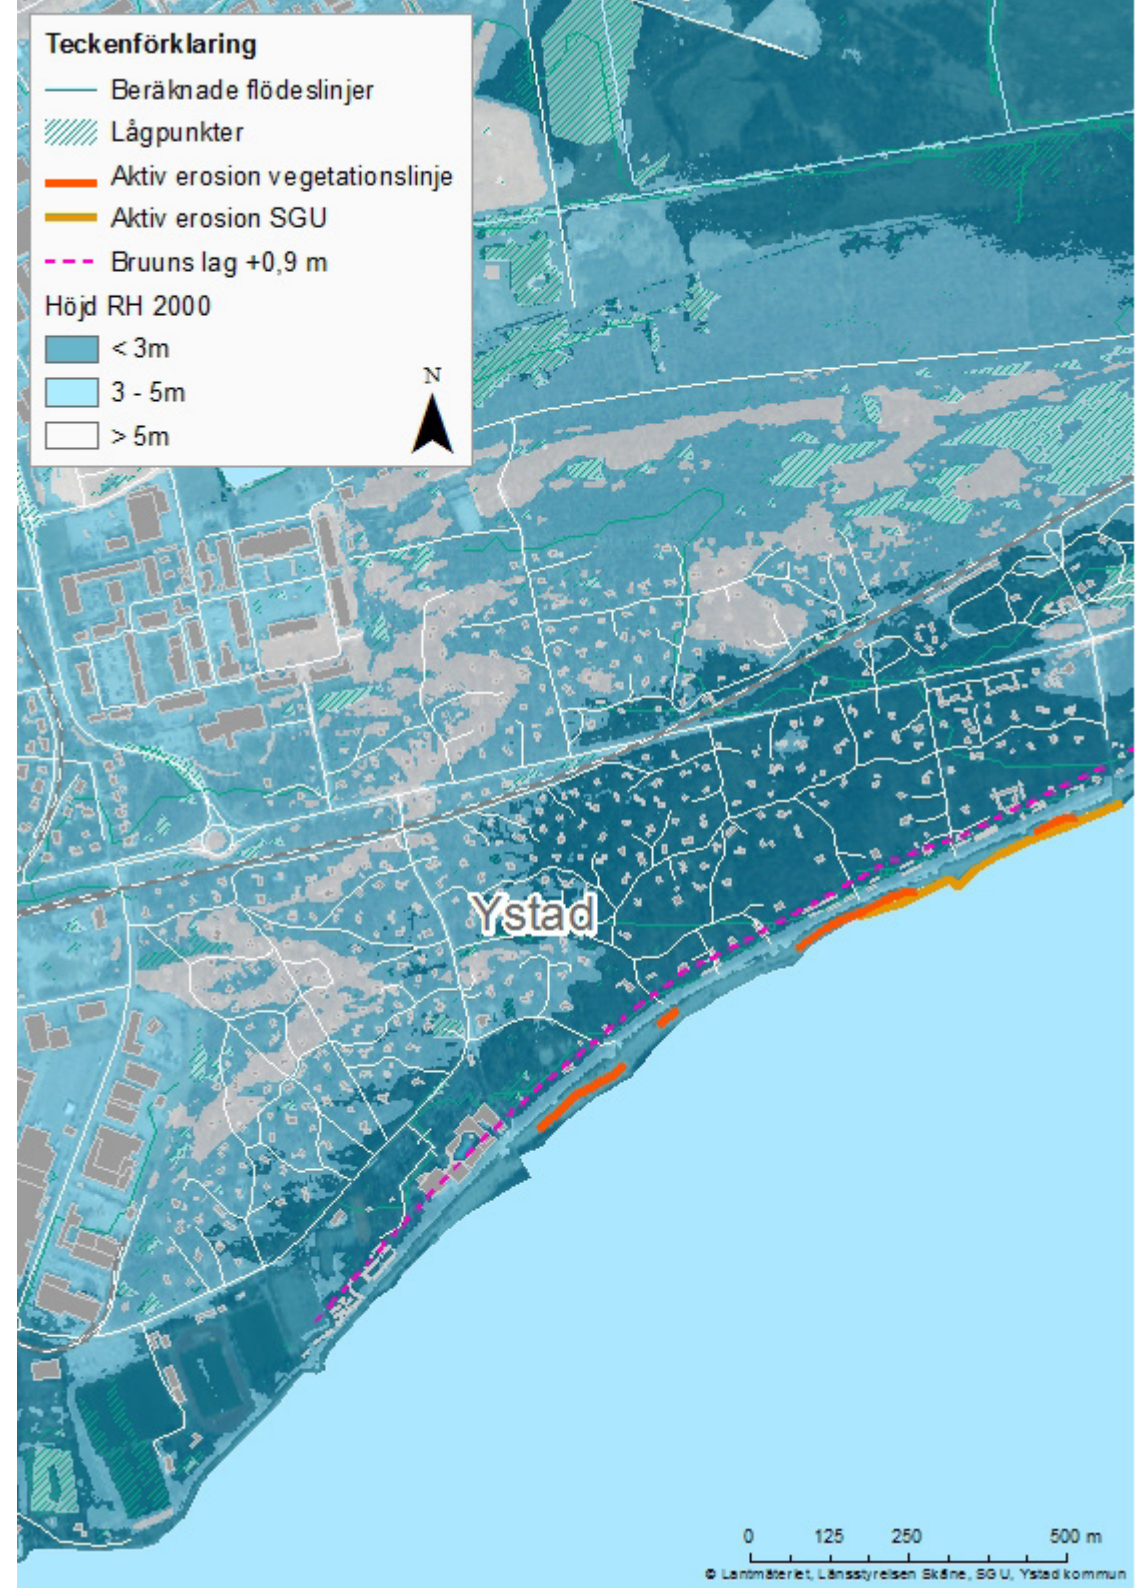 Teckenförklaring
Beräknade flödeslinjer
Lågpunkter
Aktiv erosion vegetationslinje
Aktiv erosion SGU
Bruuns lag +0,9 m
Höjd RH 2000
< 3m
3 - 5m
> 5m
N
Ystad
0 125 250 500 m
© Lantmäteriet, Länsstyrelsen Skåne, SGU, Ystad kommun